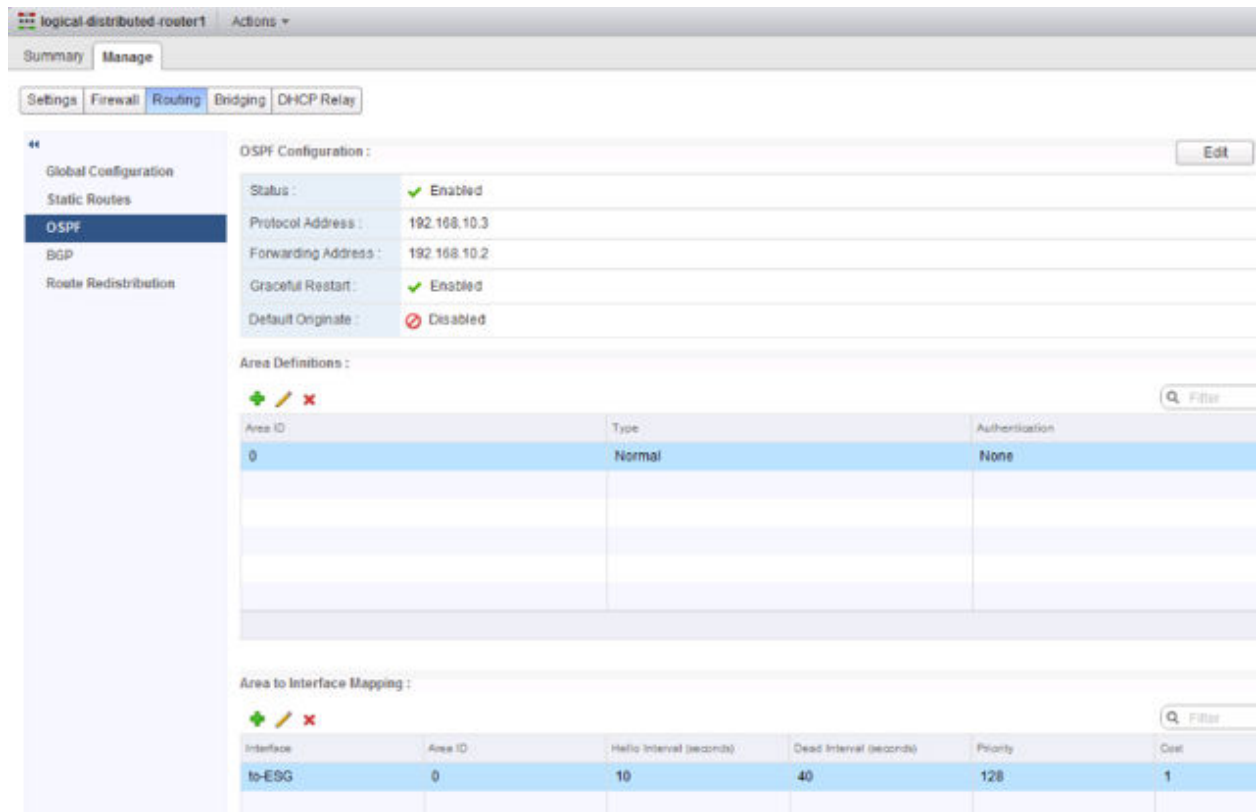 logical-distributed-router1 Actions
Summary Manage
Settings Firewall Routing Bridging DHCP Relay
Global Configuration
Static Routes
OSPF
BGP
Route Redistribution
OSPF Configuration :
Edit
Status : Enabled
Protocol Address : 192.168.10.3
Forwarding Address : 192.168.10.2
Graceful Restart : Enabled
Default Originate : Disabled
Area Definitions :
Filter
Area ID Type Authentication
0 Normal None
Area to Interface Mapping :
Filter
Interface Area ID Hello Interval (seconds) Dead Interval (seconds) Priority Cost
to-ESG 0 10 40 128 1